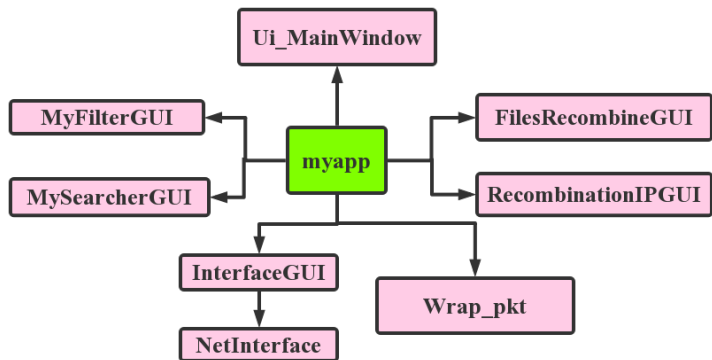 Ui_MainWindow
MyFilterGUI
FilesRecombineGUI
myapp
MySearcherGUI
RecombinationIPGUI
InterfaceGUI
Wrap_pkt
NetInterface